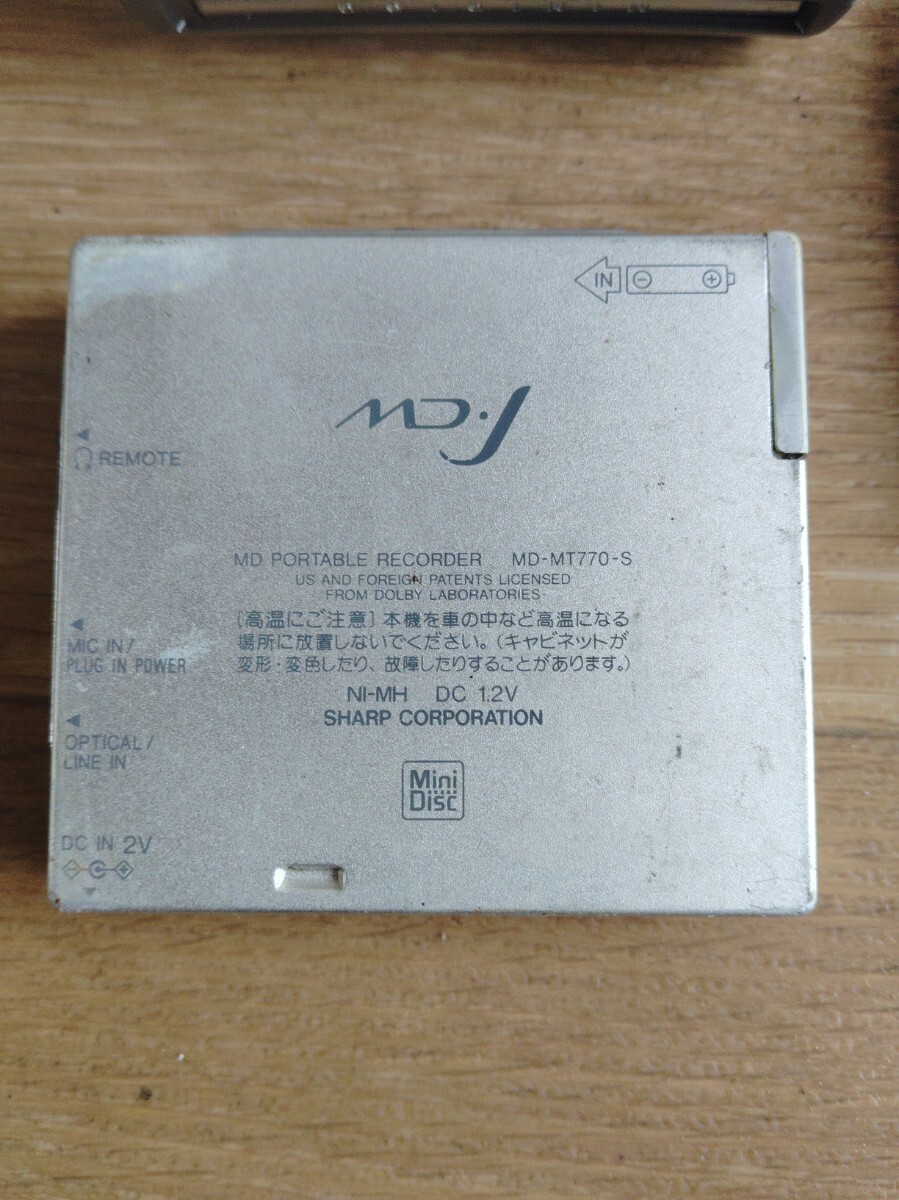 IN
MD·J
REMOTE
MD PORTABLE RECORDER MD-MT770-S
US AND FOREIGN PATENTS LICENSED
FROM DOLBY LABORATORIES
[高温にご注意] 本機を車の中など高温になる
場所に放置しないでください。(キャビネットが
変形・変色したり、故障したりすることがあります。)
NI-MH DC 1.2V
SHARP CORPORATION
MIC IN/
PLUG IN POWER
OPTICAL/
LINE IN
Mini
Disc
DC IN 2V